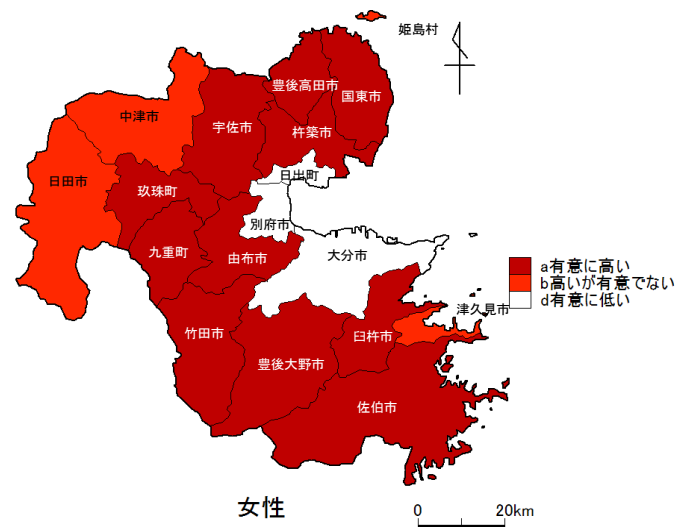 姫島村
豊後高田市
国東市
中津市
宇佐市
杵築市
日出町
日田市
玖珠町
別府市
九重町
由布市
大分市
a有意に高い
b高いが有意でない
d有意に低い
津久見市
竹田市
臼杵市
豊後大野市
佐伯市
女性
0 20km